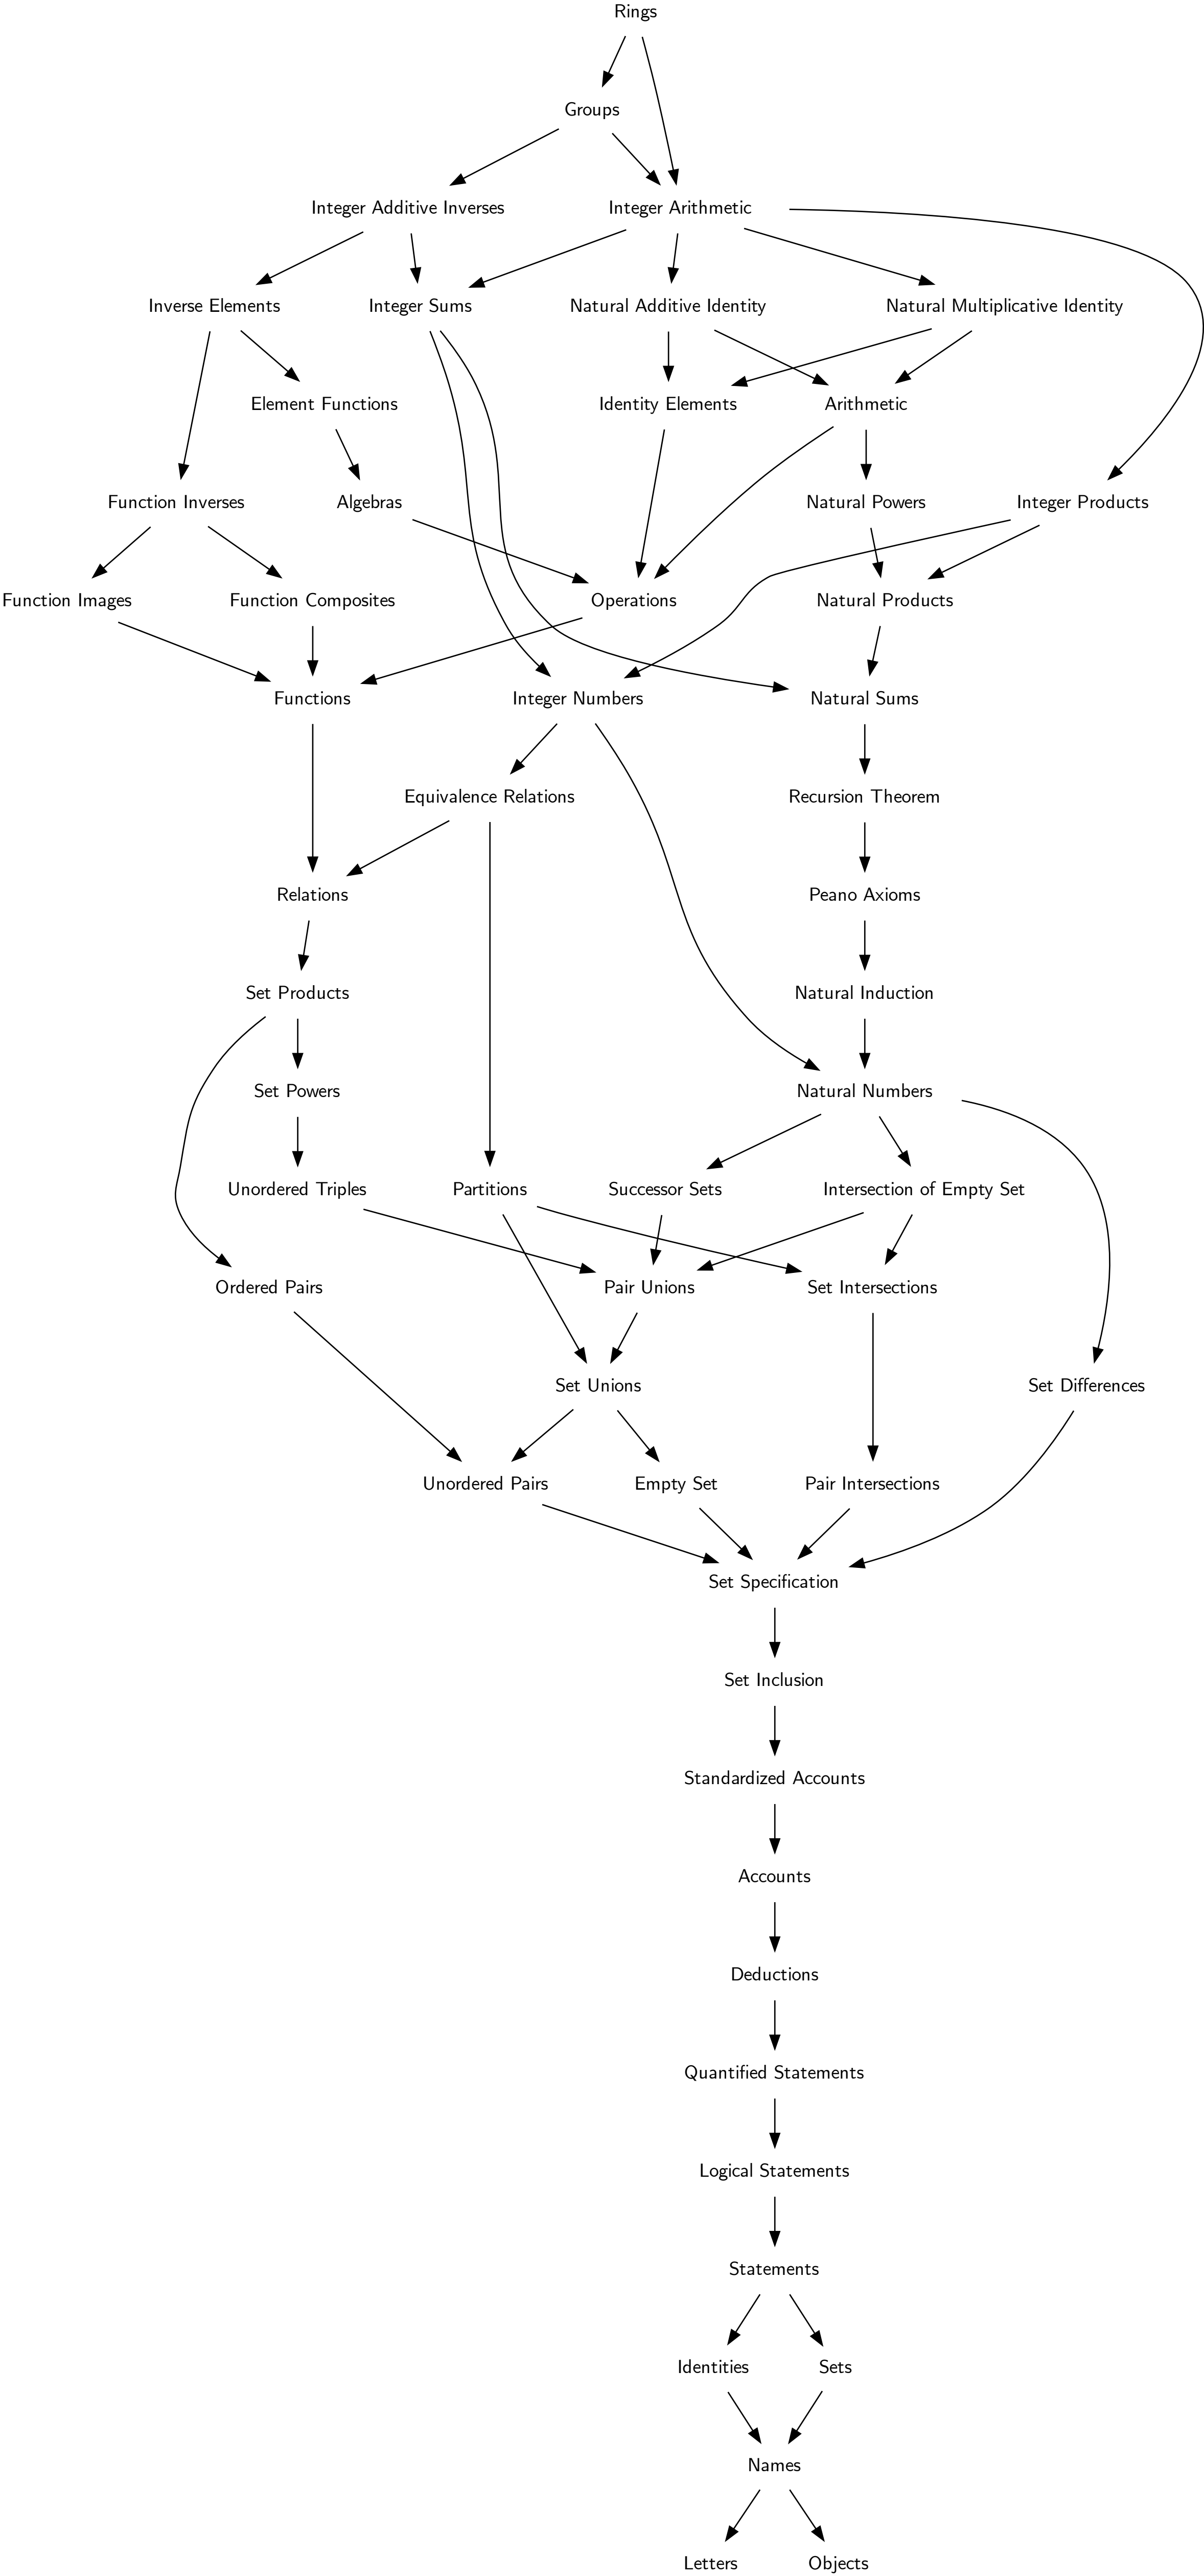 Rings
Groups
Integer Additive Inverses
Integer Arithmetic
Inverse Elements
Integer Sums
Natural Additive Identity
Natural Multiplicative Identity
Element Functions
Identity Elements
Arithmetic
Function Inverses
Algebras
Natural Powers
Integer Products
Function Images
Function Composites
Operations
Natural Products
Functions
Integer Numbers
Natural Sums
Equivalence Relations
Recursion Theorem
Relations
Peano Axioms
Set Products
Natural Induction
Set Powers
Natural Numbers
Unordered Triples
Partitions
Successor Sets
Intersection of Empty Set
Ordered Pairs
Pair Unions
Set Intersections
Set Unions
Set Differences
Unordered Pairs
Empty Set
Pair Intersections
Set Specification
Set Inclusion
Standardized Accounts
Accounts
Deductions
Quantified Statements
Logical Statements
Statements
Identities
Sets
Names
Letters
Objects